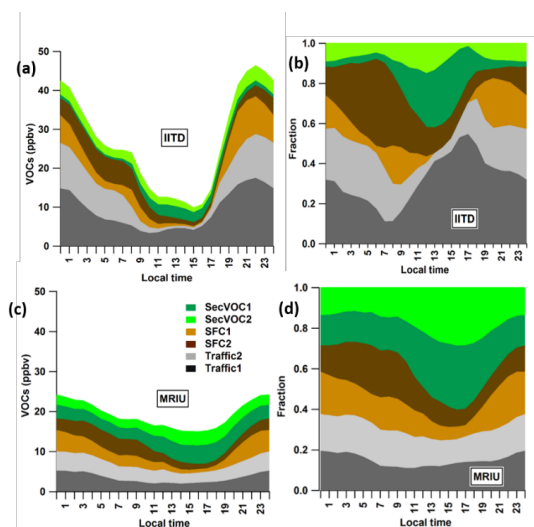 (a)
VOCs (ppbv)
50
40
30
20
10
0
IITD
1 3 5 7 9 11 13 15 17 19 21 23
Local time
(b)
Fraction
1.0
0.8
0.6
0.4
0.2
0.0
IITD
1 3 5 7 9 11 13 15 17 19 21 23
Local time
(c)
VOCs (ppbv)
50
40
30
20
10
0
MRIU
SecVOC1
SecVOC2
SFC1
SFC2
Traffic2
Traffic1
1 3 5 7 9 11 13 15 17 19 21 23
Local time
(d)
Fraction
1.0
0.8
0.6
0.4
0.2
0.0
MRIU
1 3 5 7 9 11 13 15 17 19 21 23
Local time